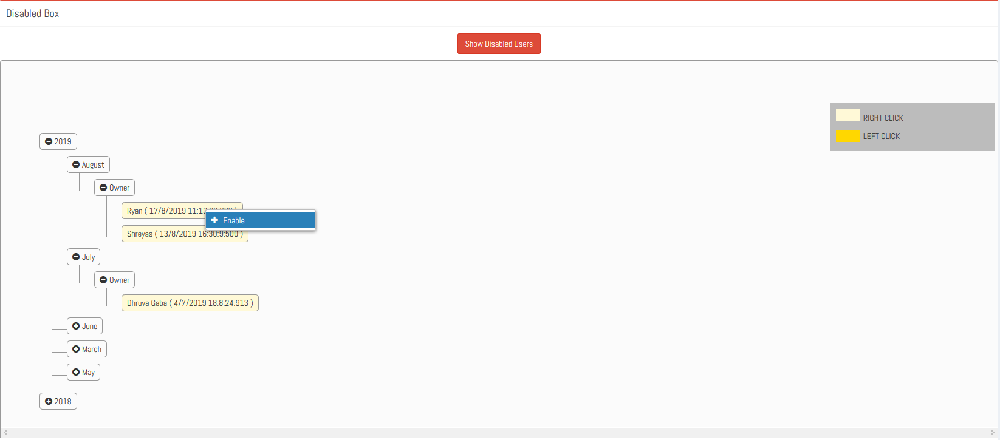 Disabled Box
Show Disabled Users
RIGHT CLICK
LEFT CLICK
2019
August
Owner
Ryan ( 17/8/2019 11:13
Enable
Shreyas ( 13/8/2019 16:30:9:500 )
July
Owner
Dhruva Gaba ( 4/7/2019 18:8:24:913 )
June
March
May
2018